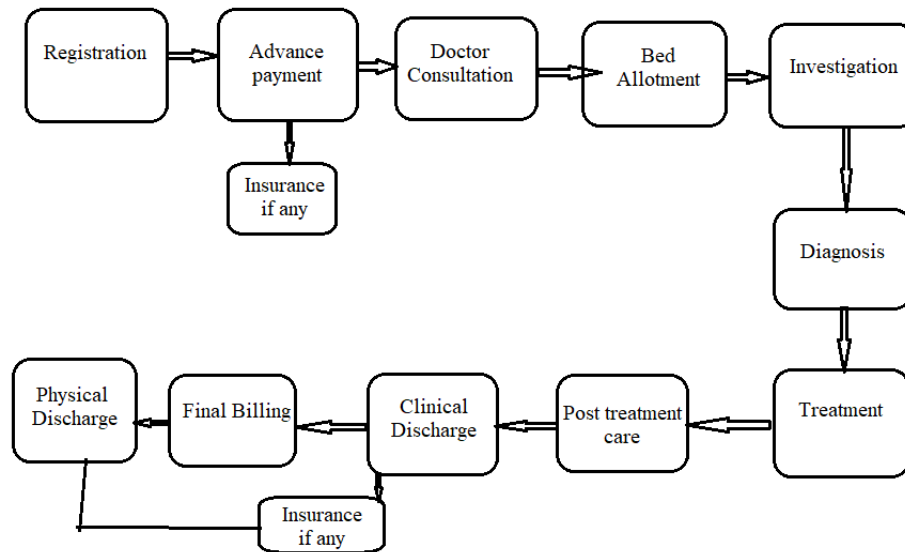 Registration
Advance
payment
Doctor
Consultation
Bed
Allotment
Investigation
Insurance
if any
Diagnosis
Treatment
Post treatment
care
Clinical
Discharge
Final Billing
Physical
Discharge
Insurance
if any